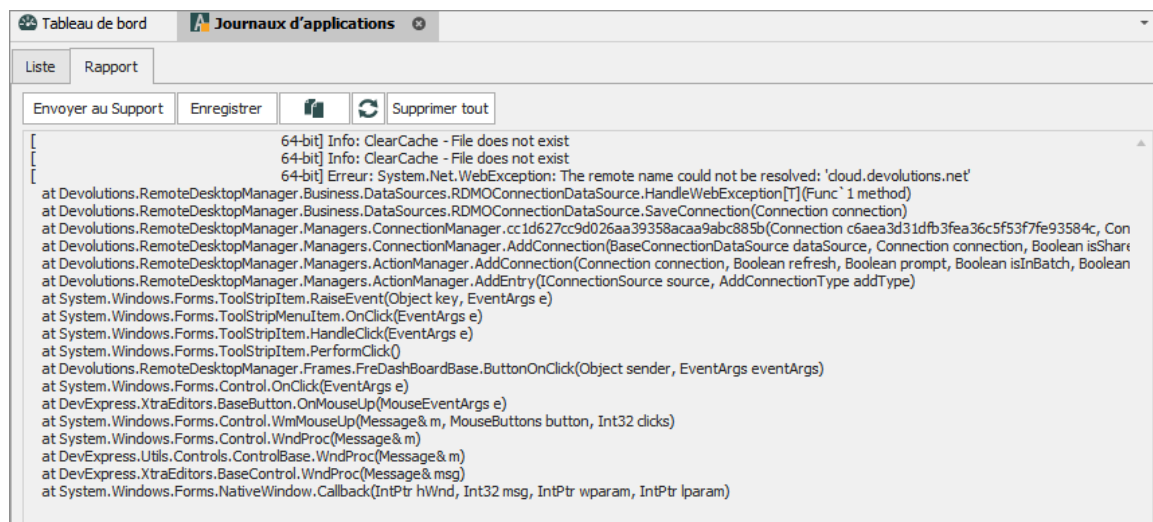 Tableau de bord
Journaux d'applications
Liste
Rapport
Envoyer au Support
Enregistrer
Supprimer tout
[ 64-bit] Info: ClearCache - File does not exist
[ 64-bit] Info: ClearCache - File does not exist
[ 64-bit] Erreur: System.Net.WebException: The remote name could not be resolved: 'cloud.devolutions.net'
at Devolutions.RemoteDesktopManager.Business.DataSources.RDMOConnectionDataSource.HandleWebException[T](Func`1 method)
at Devolutions.RemoteDesktopManager.Business.DataSources.RDMOConnectionDataSource.SaveConnection(Connection connection)
at Devolutions.RemoteDesktopManager.Managers.ConnectionManager.cc1d627cc9d026aa39358acaa9abc885b(Connection c6aea3d31dfb3fea36c5f53f7fe93584c, Con
at Devolutions.RemoteDesktopManager.Managers.ConnectionManager.AddConnection(BaseConnectionDataSource dataSource, Connection connection, Boolean isShare
at Devolutions.RemoteDesktopManager.Managers.ActionManager.AddConnection(Connection connection, Boolean refresh, Boolean prompt, Boolean isInBatch, Boolean
at Devolutions.RemoteDesktopManager.Managers.ActionManager.AddEntry(IConnectionSource source, AddConnectionType addType)
at System.Windows.Forms.ToolStripItem.RaiseEvent(Object key, EventArgs e)
at System.Windows.Forms.ToolStripMenuItem.OnClick(EventArgs e)
at System.Windows.Forms.ToolStripItem.HandleClick(EventArgs e)
at System.Windows.Forms.ToolStripItem.PerformClick()
at Devolutions.RemoteDesktopManager.Frames.FreDashBoardBase.ButtonOnClick(Object sender, EventArgs eventArgs)
at System.Windows.Forms.Control.OnClick(EventArgs e)
at DevExpress.XtraEditors.BaseButton.OnMouseUp(MouseEventArgs e)
at System.Windows.Forms.Control.WmMouseUp(Message& m, MouseButtons button, Int32 clicks)
at System.Windows.Forms.Control.WndProc(Message& m)
at DevExpress.Utils.Controls.ControlBase.WndProc(Message& m)
at DevExpress.XtraEditors.BaseControl.WndProc(Message& msg)
at System.Windows.Forms.NativeWindow.Callback(IntPtr hWnd, Int32 msg, IntPtr wparam, IntPtr lparam)